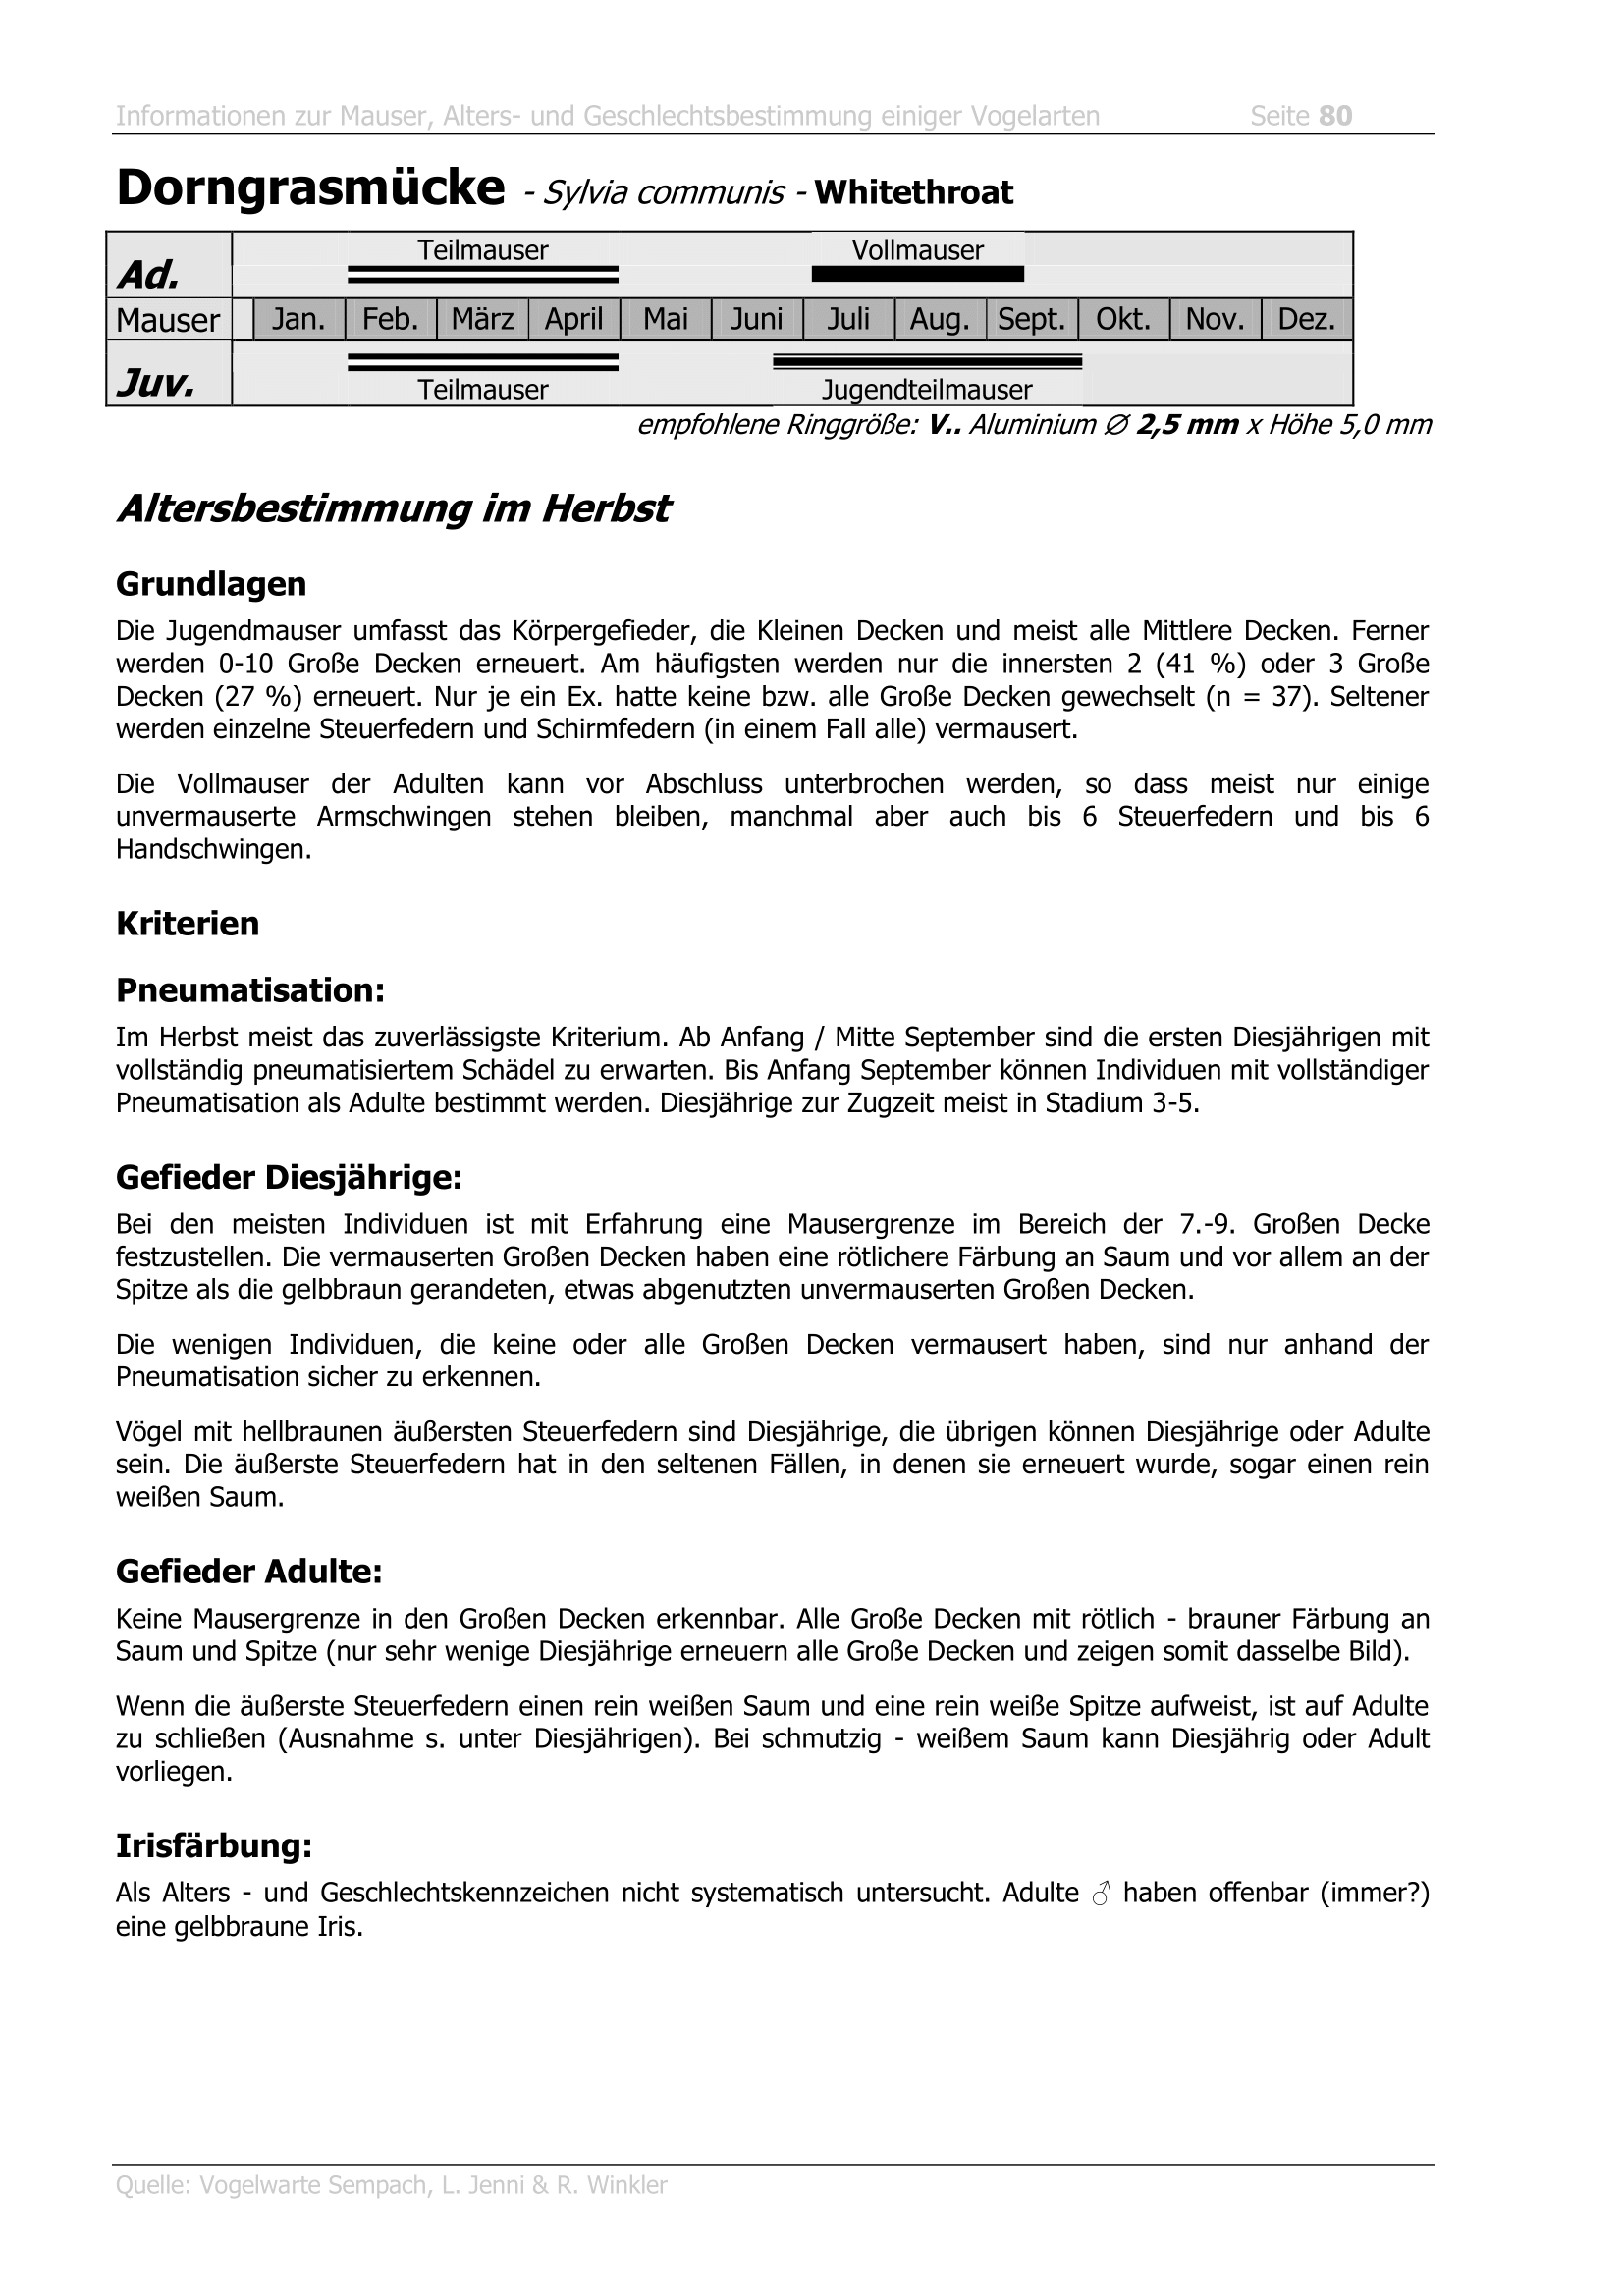 Informationen zur Mauser, Alters- und Geschlechtsbestimmung einiger Vogelarten Seite 80
Dorngrasmücke - Sylvia communis - Whitethroat
Teilmauser Vollmauser
Ad.
Mauser Jan. Feb. März April Mai Juni Juli Aug. Sept. Okt. Nov. Dez.
Juv.
Teilmauser Jugendteilmauser
empfohlene Ringgröße: V.. Aluminium ∅ 2,5 mm x Höhe 5,0 mm
Altersbestimmung im Herbst
Grundlagen
Die Jugendmauser umfasst das Körpergefieder, die Kleinen Decken und meist alle Mittlere Decken. Ferner
werden 0-10 Große Decken erneuert. Am häufigsten werden nur die innersten 2 (41 %) oder 3 Große
Decken (27 %) erneuert. Nur je ein Ex. hatte keine bzw. alle Große Decken gewechselt (n = 37). Seltener
werden einzelne Steuerfedern und Schirmfedern (in einem Fall alle) vermausert.
Die Vollmauser der Adulten kann vor Abschluss unterbrochen werden, so dass meist nur einige
unvermauserte Armschwingen stehen bleiben, manchmal aber auch bis 6 Steuerfedern und bis 6
Handschwingen.
Kriterien
Pneumatisation:
Im Herbst meist das zuverlässigste Kriterium. Ab Anfang / Mitte September sind die ersten Diesjährigen mit
vollständig pneumatisiertem Schädel zu erwarten. Bis Anfang September können Individuen mit vollständiger
Pneumatisation als Adulte bestimmt werden. Diesjährige zur Zugzeit meist in Stadium 3-5.
Gefieder Diesjährige:
Bei den meisten Individuen ist mit Erfahrung eine Mausergrenze im Bereich der 7.-9. Großen Decke
festzustellen. Die vermauserten Großen Decken haben eine rötlichere Färbung an Saum und vor allem an der
Spitze als die gelbbraun gerandeten, etwas abgenutzten unvermauserten Großen Decken.
Die wenigen Individuen, die keine oder alle Großen Decken vermausert haben, sind nur anhand der
Pneumatisation sicher zu erkennen.
Vögel mit hellbraunen äußersten Steuerfedern sind Diesjährige, die übrigen können Diesjährige oder Adulte
sein. Die äußerste Steuerfedern hat in den seltenen Fällen, in denen sie erneuert wurde, sogar einen rein
weißen Saum.
Gefieder Adulte:
Keine Mausergrenze in den Großen Decken erkennbar. Alle Große Decken mit rötlich - brauner Färbung an
Saum und Spitze (nur sehr wenige Diesjährige erneuern alle Große Decken und zeigen somit dasselbe Bild).
Wenn die äußerste Steuerfedern einen rein weißen Saum und eine rein weiße Spitze aufweist, ist auf Adulte
zu schließen (Ausnahme s. unter Diesjährigen). Bei schmutzig - weißem Saum kann Diesjährig oder Adult
vorliegen.
Irisfärbung:
Als Alters - und Geschlechtskennzeichen nicht systematisch untersucht. Adulte ♂ haben offenbar (immer?)
eine gelbbraune Iris.
Quelle: Vogelwarte Sempach, L. Jenni & R. Winkler